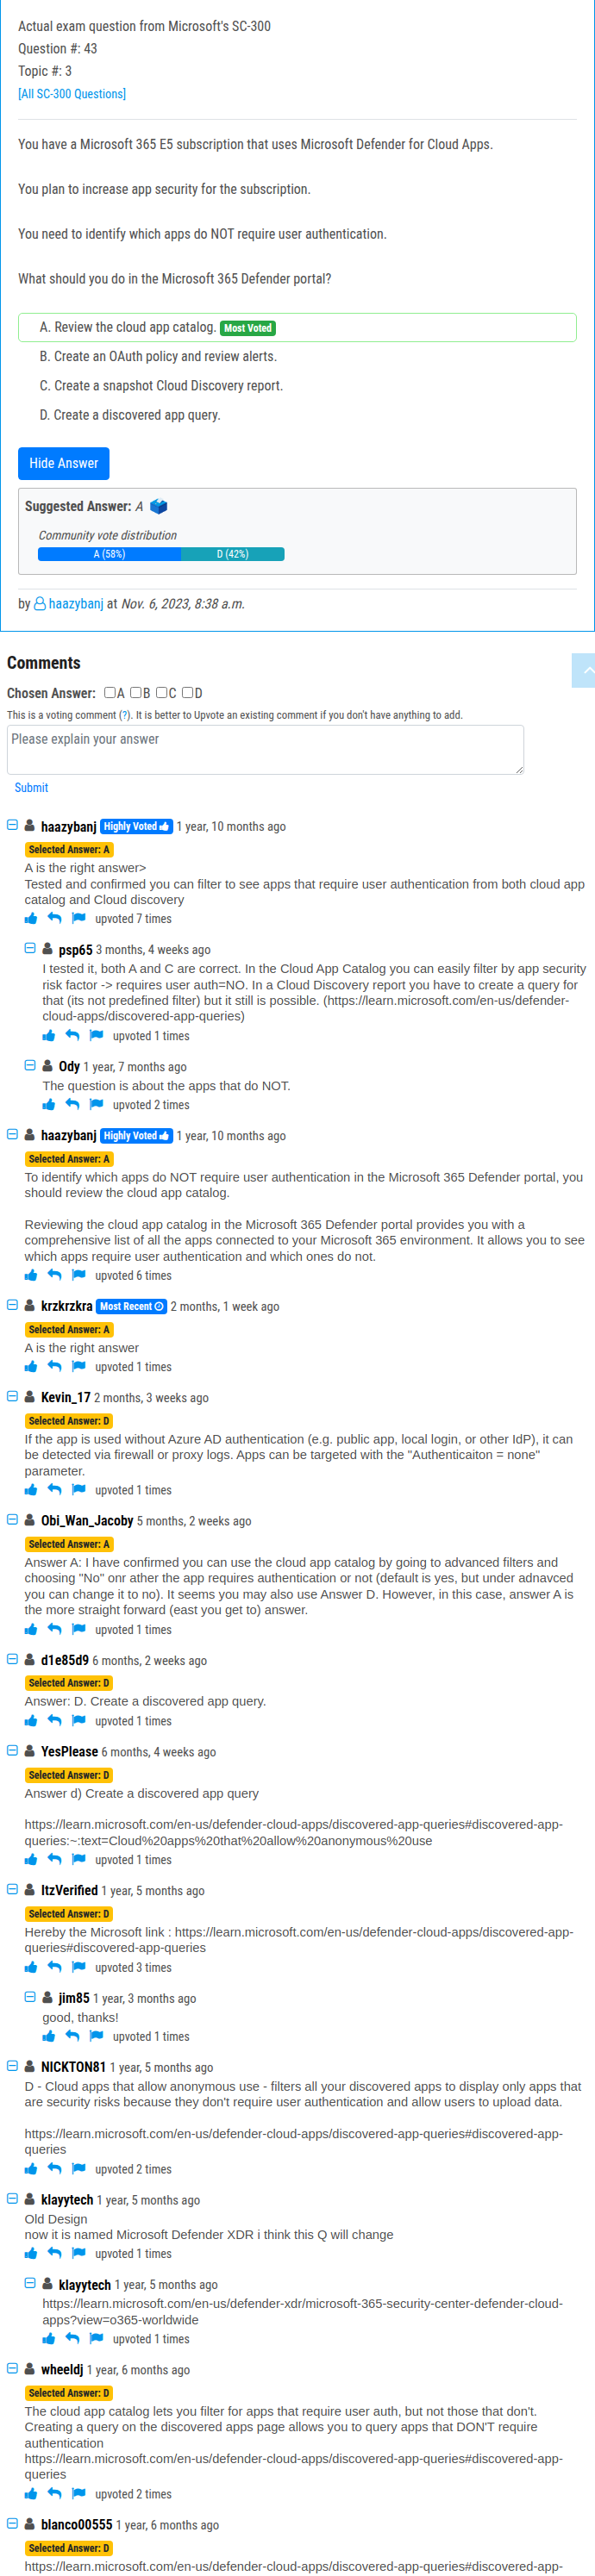 Actual exam question from Microsoft's SC-300
Question #: 43
Topic #: 3
[All SC-300 Questions]
You have a Microsoft 365 E5 subscription that uses Microsoft Defender for Cloud Apps.
You plan to increase app security for the subscription.
You need to identify which apps do NOT require user authentication.
What should you do in the Microsoft 365 Defender portal?
A. Review the cloud app catalog. Most Voted
B. Create an OAuth policy and review alerts.
C. Create a snapshot Cloud Discovery report.
D. Create a discovered app query.
Hide Answer
Suggested Answer: A
Community vote distribution
A (58%) D (42%)
by haazybanj at Nov. 6, 2023, 8:38 a.m.
Comments
Chosen Answer: A B C D
This is a voting comment (?). It is better to Upvote an existing comment if you don't have anything to add.
Please explain your answer
Submit
haazybanj Highly Voted 1 year, 10 months ago
Selected Answer: A
A is the right answer>
Tested and confirmed you can filter to see apps that require user authentication from both cloud app
catalog and Cloud discovery
upvoted 7 times
psp65 3 months, 4 weeks ago
I tested it, both A and C are correct. In the Cloud App Catalog you can easily filter by app security
risk factor -> requires user auth=NO. In a Cloud Discovery report you have to create a query for
that (its not predefined filter) but it still is possible. (https://learn.microsoft.com/en-us/defender-
cloud-apps/discovered-app-queries)
upvoted 1 times
Ody 1 year, 7 months ago
The question is about the apps that do NOT.
upvoted 2 times
haazybanj Highly Voted 1 year, 10 months ago
Selected Answer: A
To identify which apps do NOT require user authentication in the Microsoft 365 Defender portal, you
should review the cloud app catalog.
Reviewing the cloud app catalog in the Microsoft 365 Defender portal provides you with a
comprehensive list of all the apps connected to your Microsoft 365 environment. It allows you to see
which apps require user authentication and which ones do not.
upvoted 6 times
krzkrzkra Most Recent 2 months, 1 week ago
Selected Answer: A
A is the right answer
upvoted 1 times
Kevin_17 2 months, 3 weeks ago
Selected Answer: D
If the app is used without Azure AD authentication (e.g. public app, local login, or other IdP), it can
be detected via firewall or proxy logs. Apps can be targeted with the "Authenticaiton = none"
parameter.
upvoted 1 times
Obi_Wan_Jacoby 5 months, 2 weeks ago
Selected Answer: A
Answer A: I have confirmed you can use the cloud app catalog by going to advanced filters and
choosing "No" onr ather the app requires authentication or not (default is yes, but under adnavced
you can change it to no). It seems you may also use Answer D. However, in this case, answer A is
the more straight forward (east you get to) answer.
upvoted 1 times
d1e85d9 6 months, 2 weeks ago
Selected Answer: D
Answer: D. Create a discovered app query.
upvoted 1 times
YesPlease 6 months, 4 weeks ago
Selected Answer: D
Answer d) Create a discovered app query
https://learn.microsoft.com/en-us/defender-cloud-apps/discovered-app-queries#discovered-app-
queries:~:text=Cloud%20apps%20that%20allow%20anonymous%20use
upvoted 1 times
ItzVerified 1 year, 5 months ago
Selected Answer: D
Hereby the Microsoft link : https://learn.microsoft.com/en-us/defender-cloud-apps/discovered-app-
queries#discovered-app-queries
upvoted 3 times
jim85 1 year, 3 months ago
good, thanks!
upvoted 1 times
NICKTON81 1 year, 5 months ago
D - Cloud apps that allow anonymous use - filters all your discovered apps to display only apps that
are security risks because they don't require user authentication and allow users to upload data.
https://learn.microsoft.com/en-us/defender-cloud-apps/discovered-app-queries#discovered-app-
queries
upvoted 2 times
klayytech 1 year, 5 months ago
Old Design
now it is named Microsoft Defender XDR i think this Q will change
upvoted 1 times
klayytech 1 year, 5 months ago
https://learn.microsoft.com/en-us/defender-xdr/microsoft-365-security-center-defender-cloud-
apps?view=o365-worldwide
upvoted 1 times
wheeldj 1 year, 6 months ago
Selected Answer: D
The cloud app catalog lets you filter for apps that require user auth, but not those that don't.
Creating a query on the discovered apps page allows you to query apps that DON'T require
authentication
https://learn.microsoft.com/en-us/defender-cloud-apps/discovered-app-queries#discovered-app-
queries
upvoted 2 times
blanco00555 1 year, 6 months ago
Selected Answer: D
https://learn.microsoft.com/en-us/defender-cloud-apps/discovered-app-queries#discovered-app-